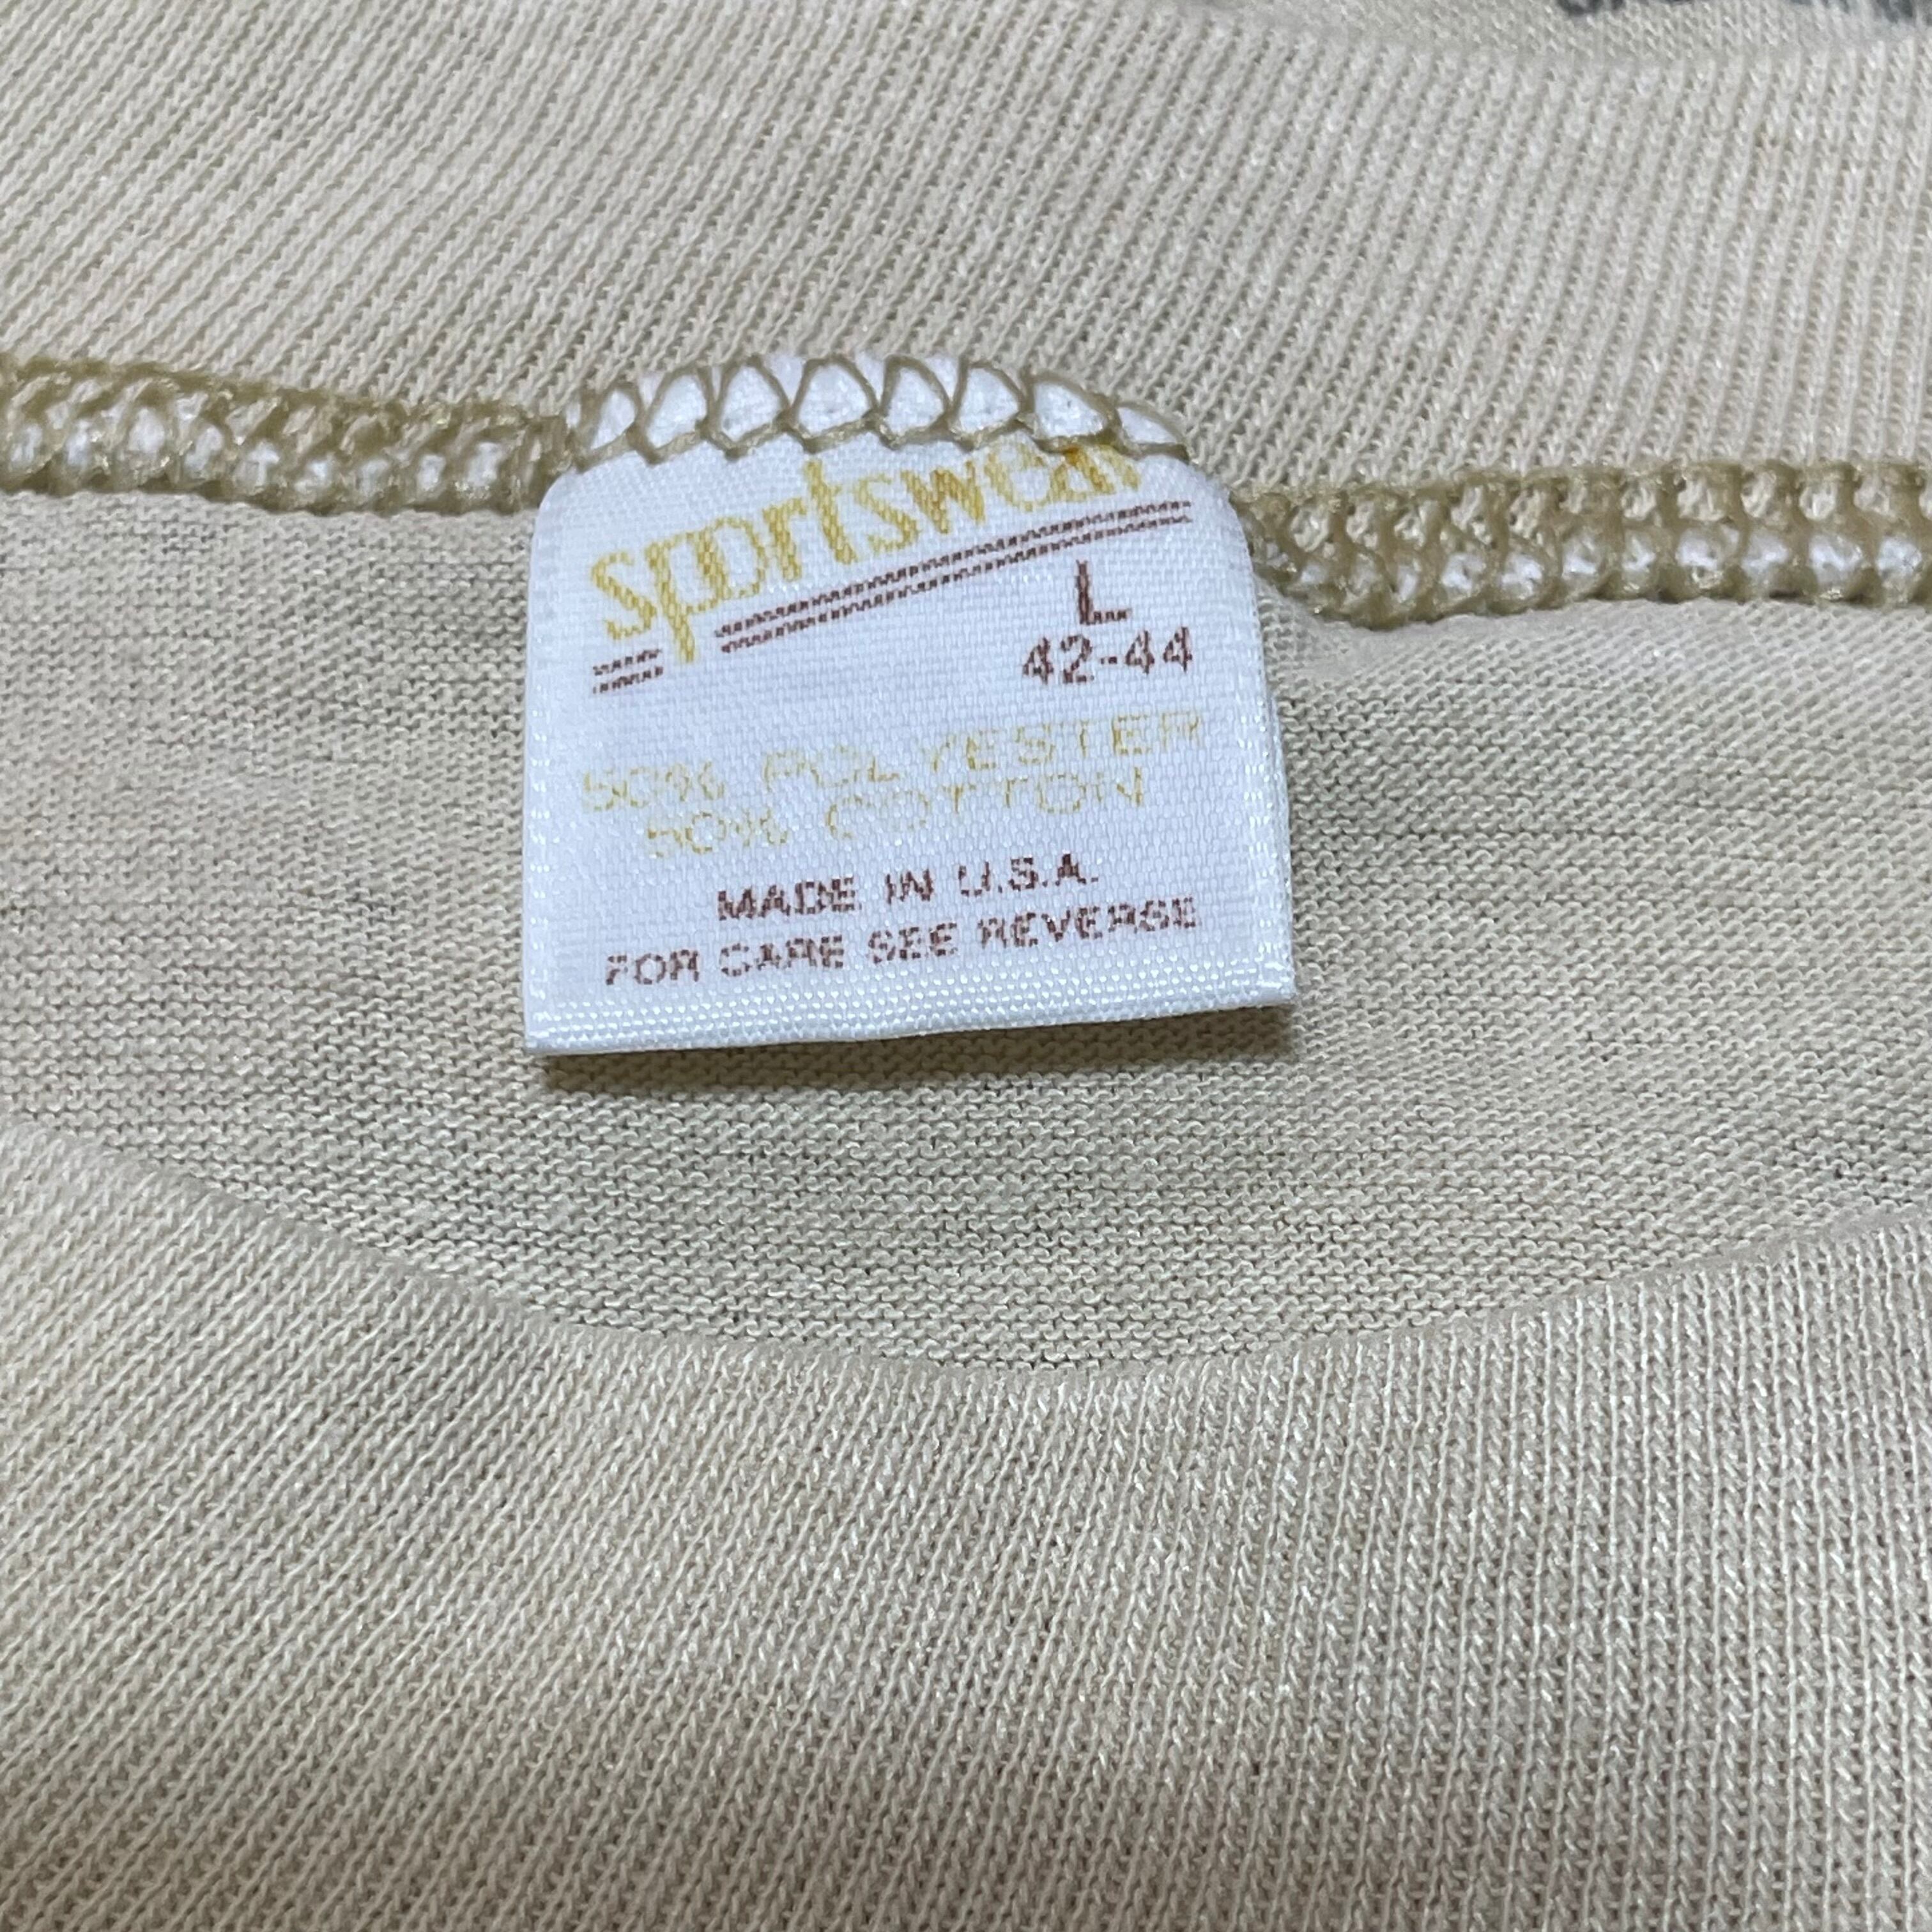 sportswear
L
42-44
50% POLYESTER
50% COTTON
MADE IN U.S.A.
FOR CARE SEE REVERSE